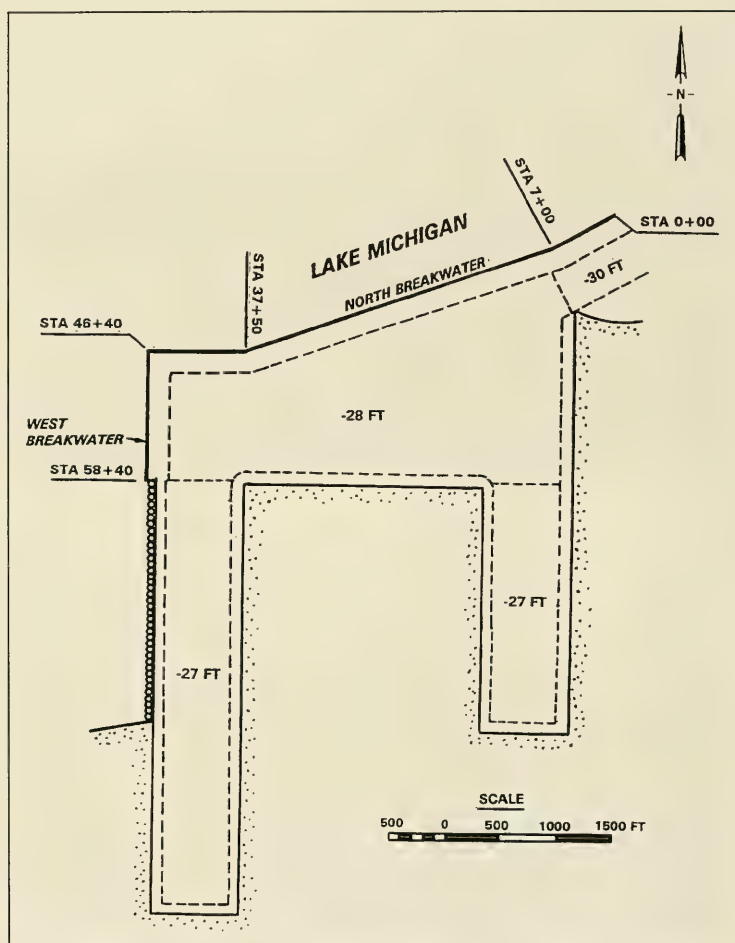 - N -
STA 7+00
STA 0+00
LAKE MICHIGAN
STA 37+50
NORTH BREAKWATER
-30 FT
STA 46+40
-28 FT
WEST
BREAKWATER
STA 58+40
-27 FT
-27 FT
SCALE
500 0 500 1000 1500 FT